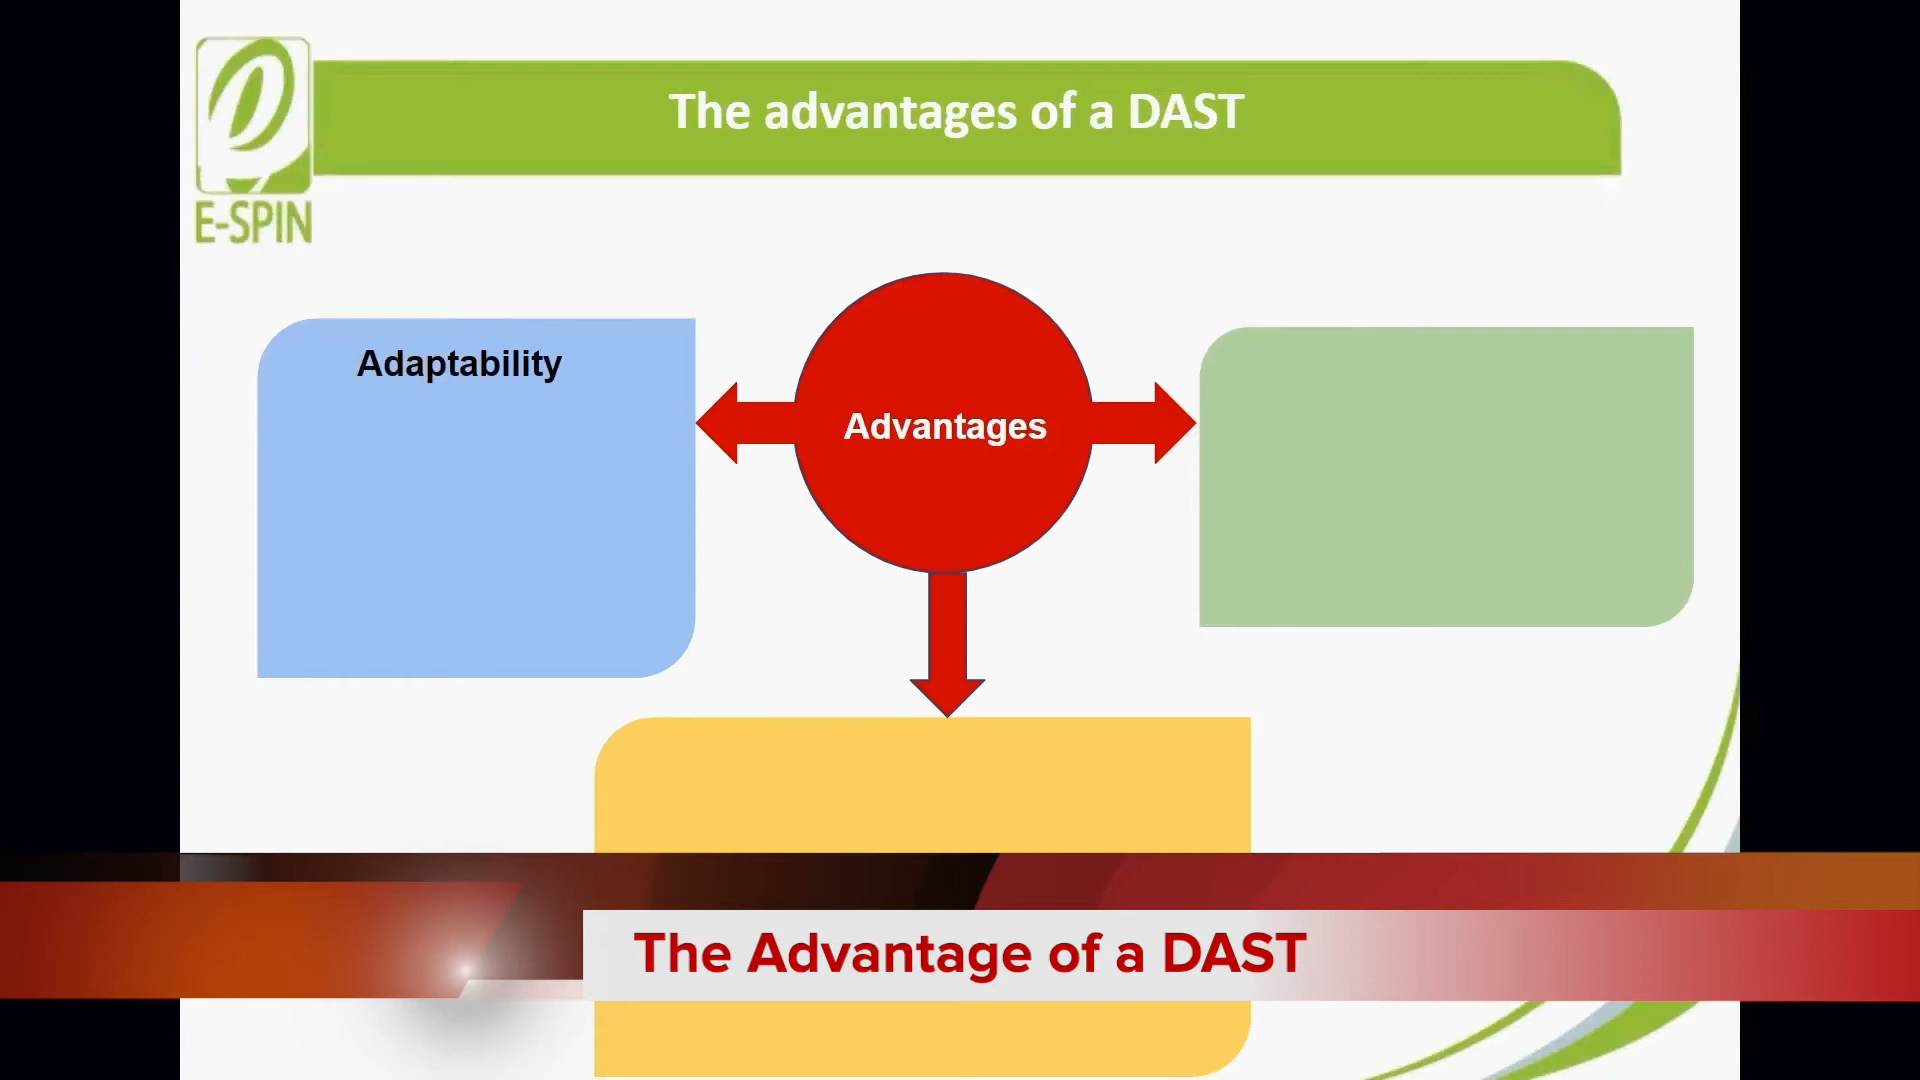 The advantages of a DAST
E-SPIN
Adaptability
Advantages
The Advantage of a DAST